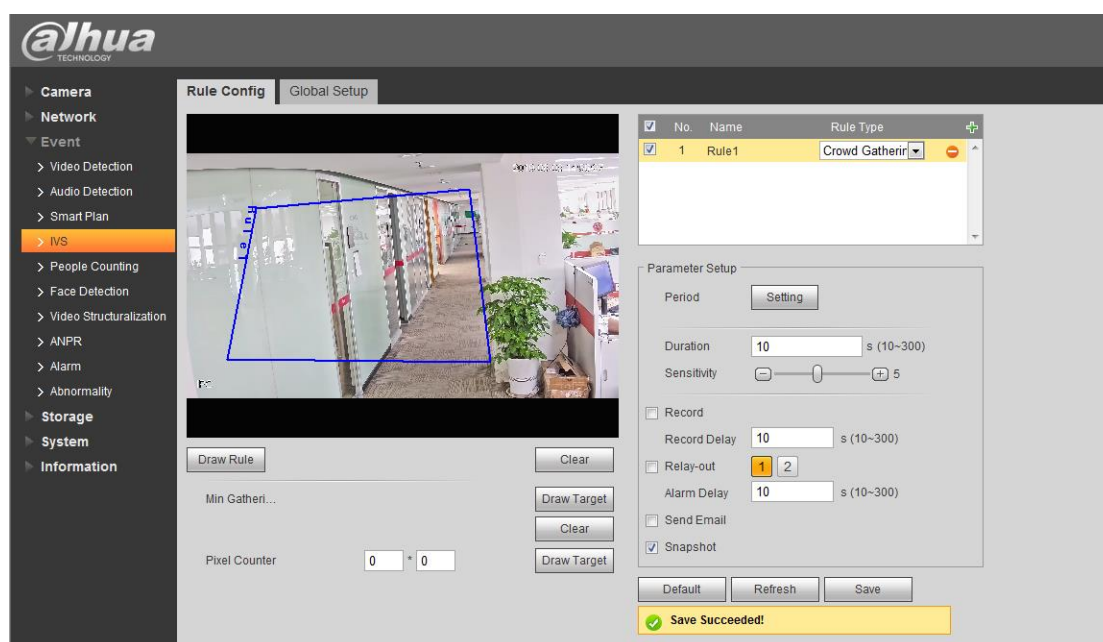 alhua
TECHNOLOGY
Camera
Network
Event
Video Detection
Audio Detection
Smart Plan
IVS
People Counting
Face Detection
Video Structuralization
ANPR
Alarm
Abnormality
Storage
System
Information
Rule Config
Global Setup
Rule1
Draw Rule
Clear
Min Gatheri...
Draw Target
Clear
Pixel Counter
0 * 0
Draw Target
No. Name Rule Type
1 Rule1 Crowd Gatherin
Parameter Setup
Period Setting
Duration 10 s (10~300)
Sensitivity 5
Record
Record Delay 10 s (10~300)
Relay-out 1 2
Alarm Delay 10 s (10~300)
Send Email
Snapshot
Default Refresh Save
Save Succeeded!